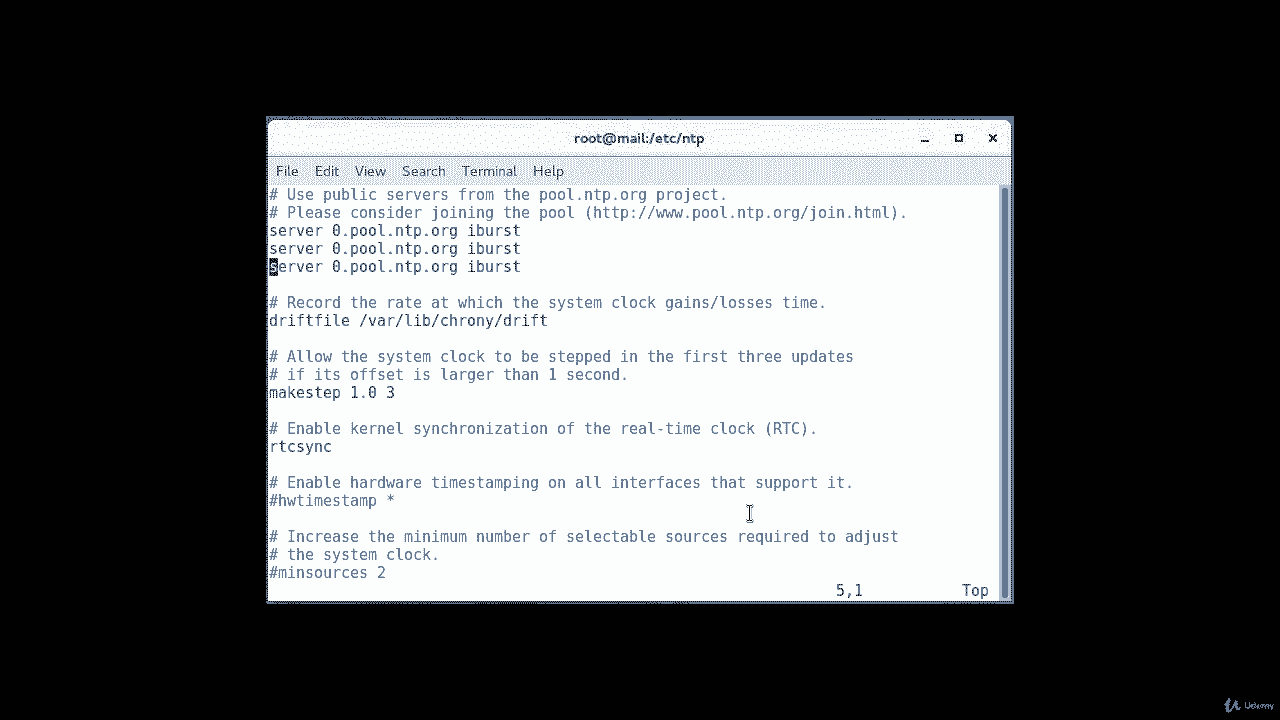 root@mail:/etc/ntp
File Edit View Search Terminal Help
# Use public servers from the pool.ntp.org project.
# Please consider joining the pool (http://www.pool.ntp.org/join.html).
server 0.pool.ntp.org iburst
server 0.pool.ntp.org iburst
server 0.pool.ntp.org iburst
# Record the rate at which the system clock gains/losses time.
driftfile /var/lib/chrony/drift
# Allow the system clock to be stepped in the first three updates
# if its offset is larger than 1 second.
makestep 1.0 3
# Enable kernel synchronization of the real-time clock (RTC).
rtcsync
# Enable hardware timestamping on all interfaces that support it.
#hwtimestamp *
# Increase the minimum number of selectable sources required to adjust
# the system clock.
#minsources 2
5,1 Top
Udemy